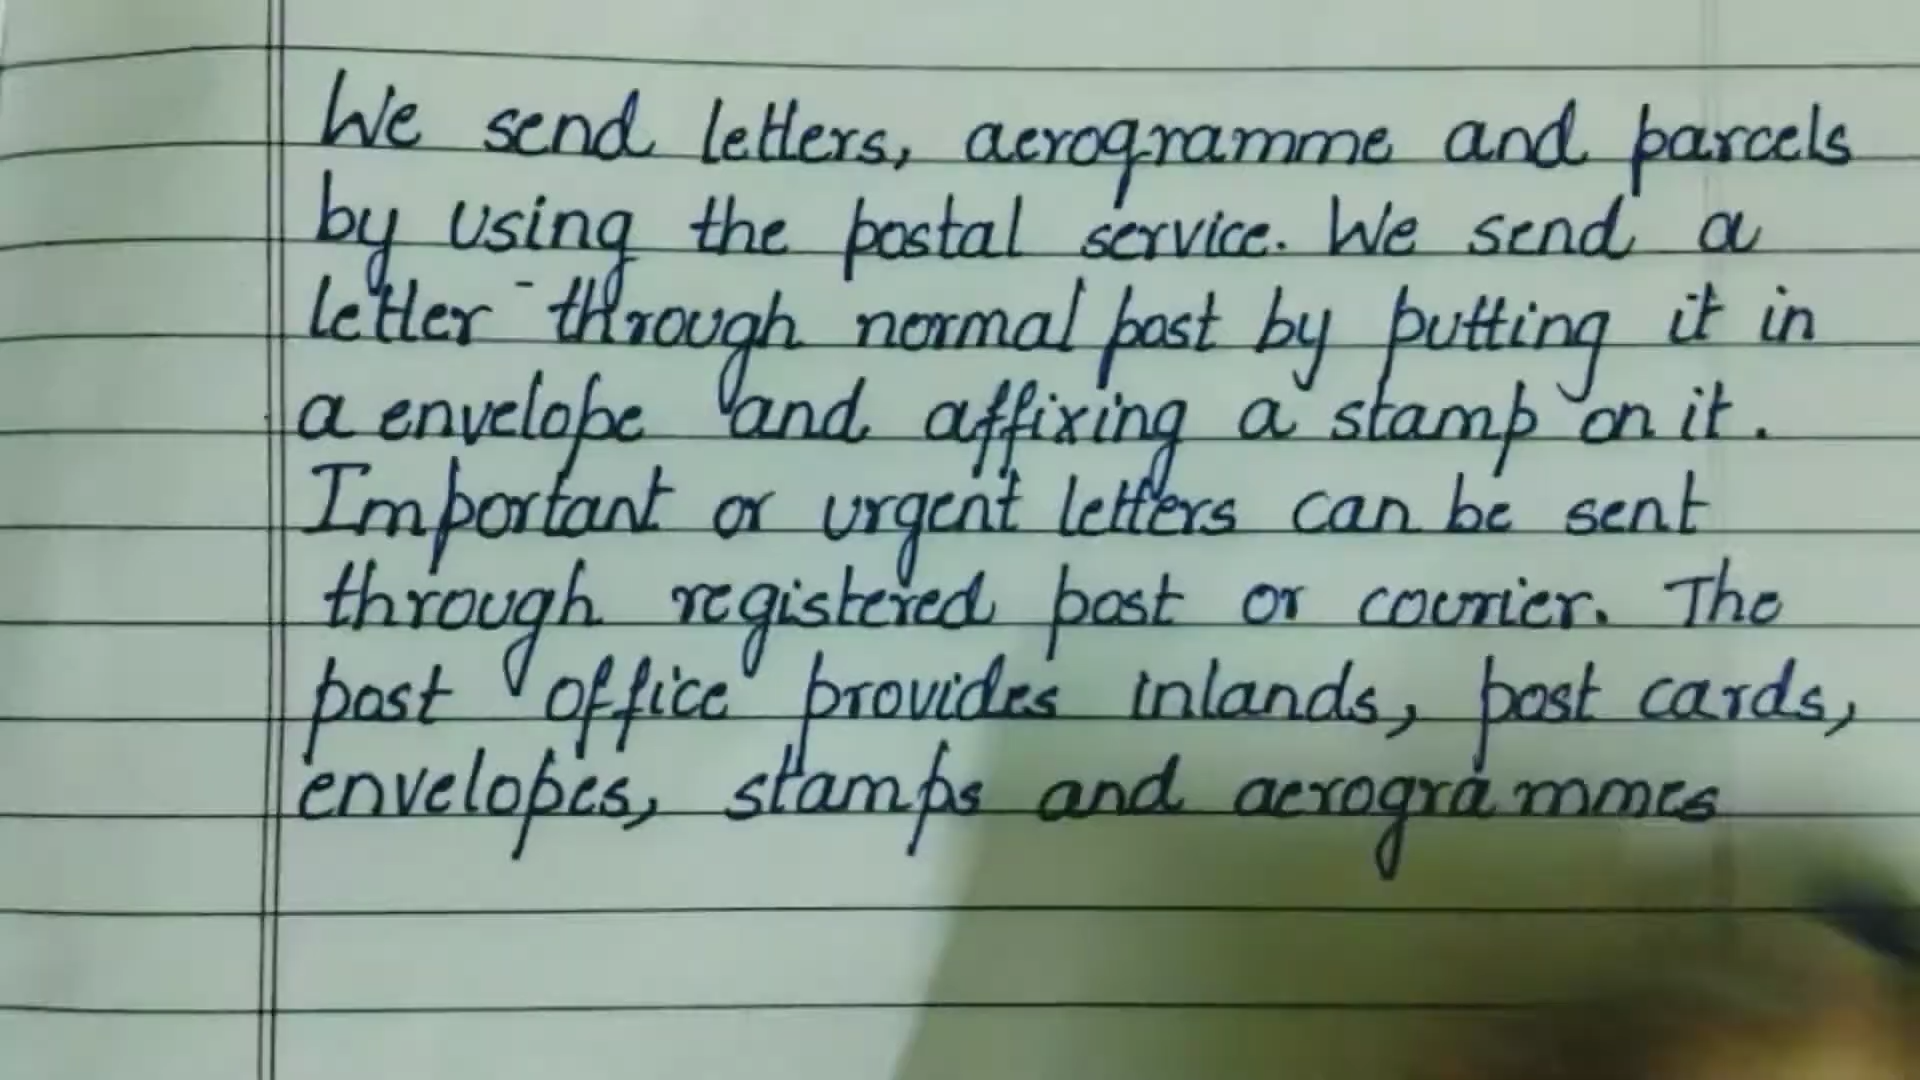 We send letters, aerogramme and parcels
by using the postal service. We send a
letter through normal post by putting it in
a envelope and affixing a stamp on it.
Important or urgent letters can be sent
through registered post or courier. The
post office provides inlands, post cards,
envelopes, stamps and aerogrammes